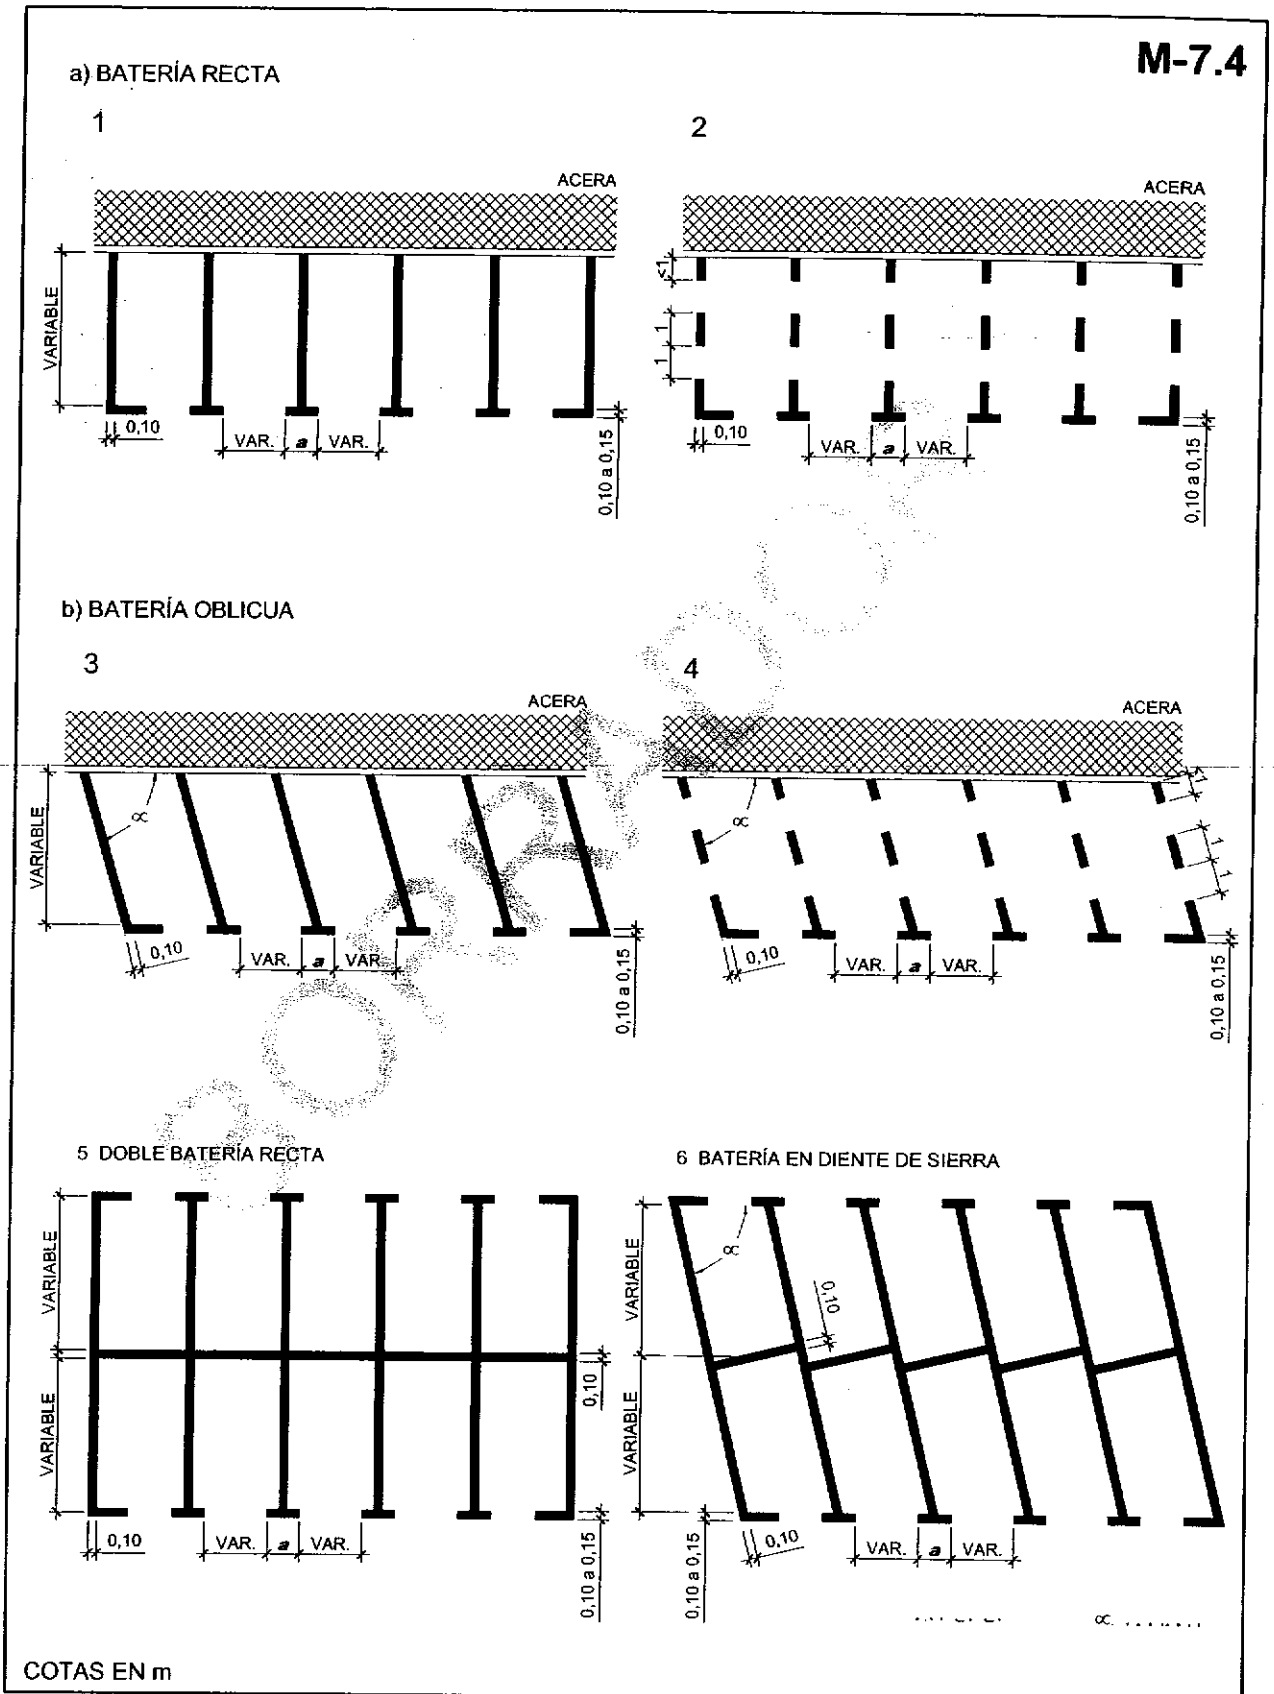 M-7.4
a) BATERÍA RECTA
1
ACERA
VARIABLE
0,10
VAR. a VAR.
0,10 a 0,15
2
ACERA
<1
1
1
0,10
VAR. a VAR.
0,10 a 0,15
b) BATERÍA OBLICUA
3
ACERA
VARIABLE
∝
0,10
VAR. a VAR.
0,10 a 0,15
4
ACERA
∝
<1
1
1
0,10
VAR. a VAR.
0,10 a 0,15
5 DOBLE BATERÍA RECTA
VARIABLE
VARIABLE
0,10
0,10
VAR. a VAR.
0,10 a 0,15
6 BATERÍA EN DIENTE DE SIERRA
VARIABLE
∝
0,10
VARIABLE
0,10 a 0,15
0,10
VAR. a VAR.
∝
COTAS EN m